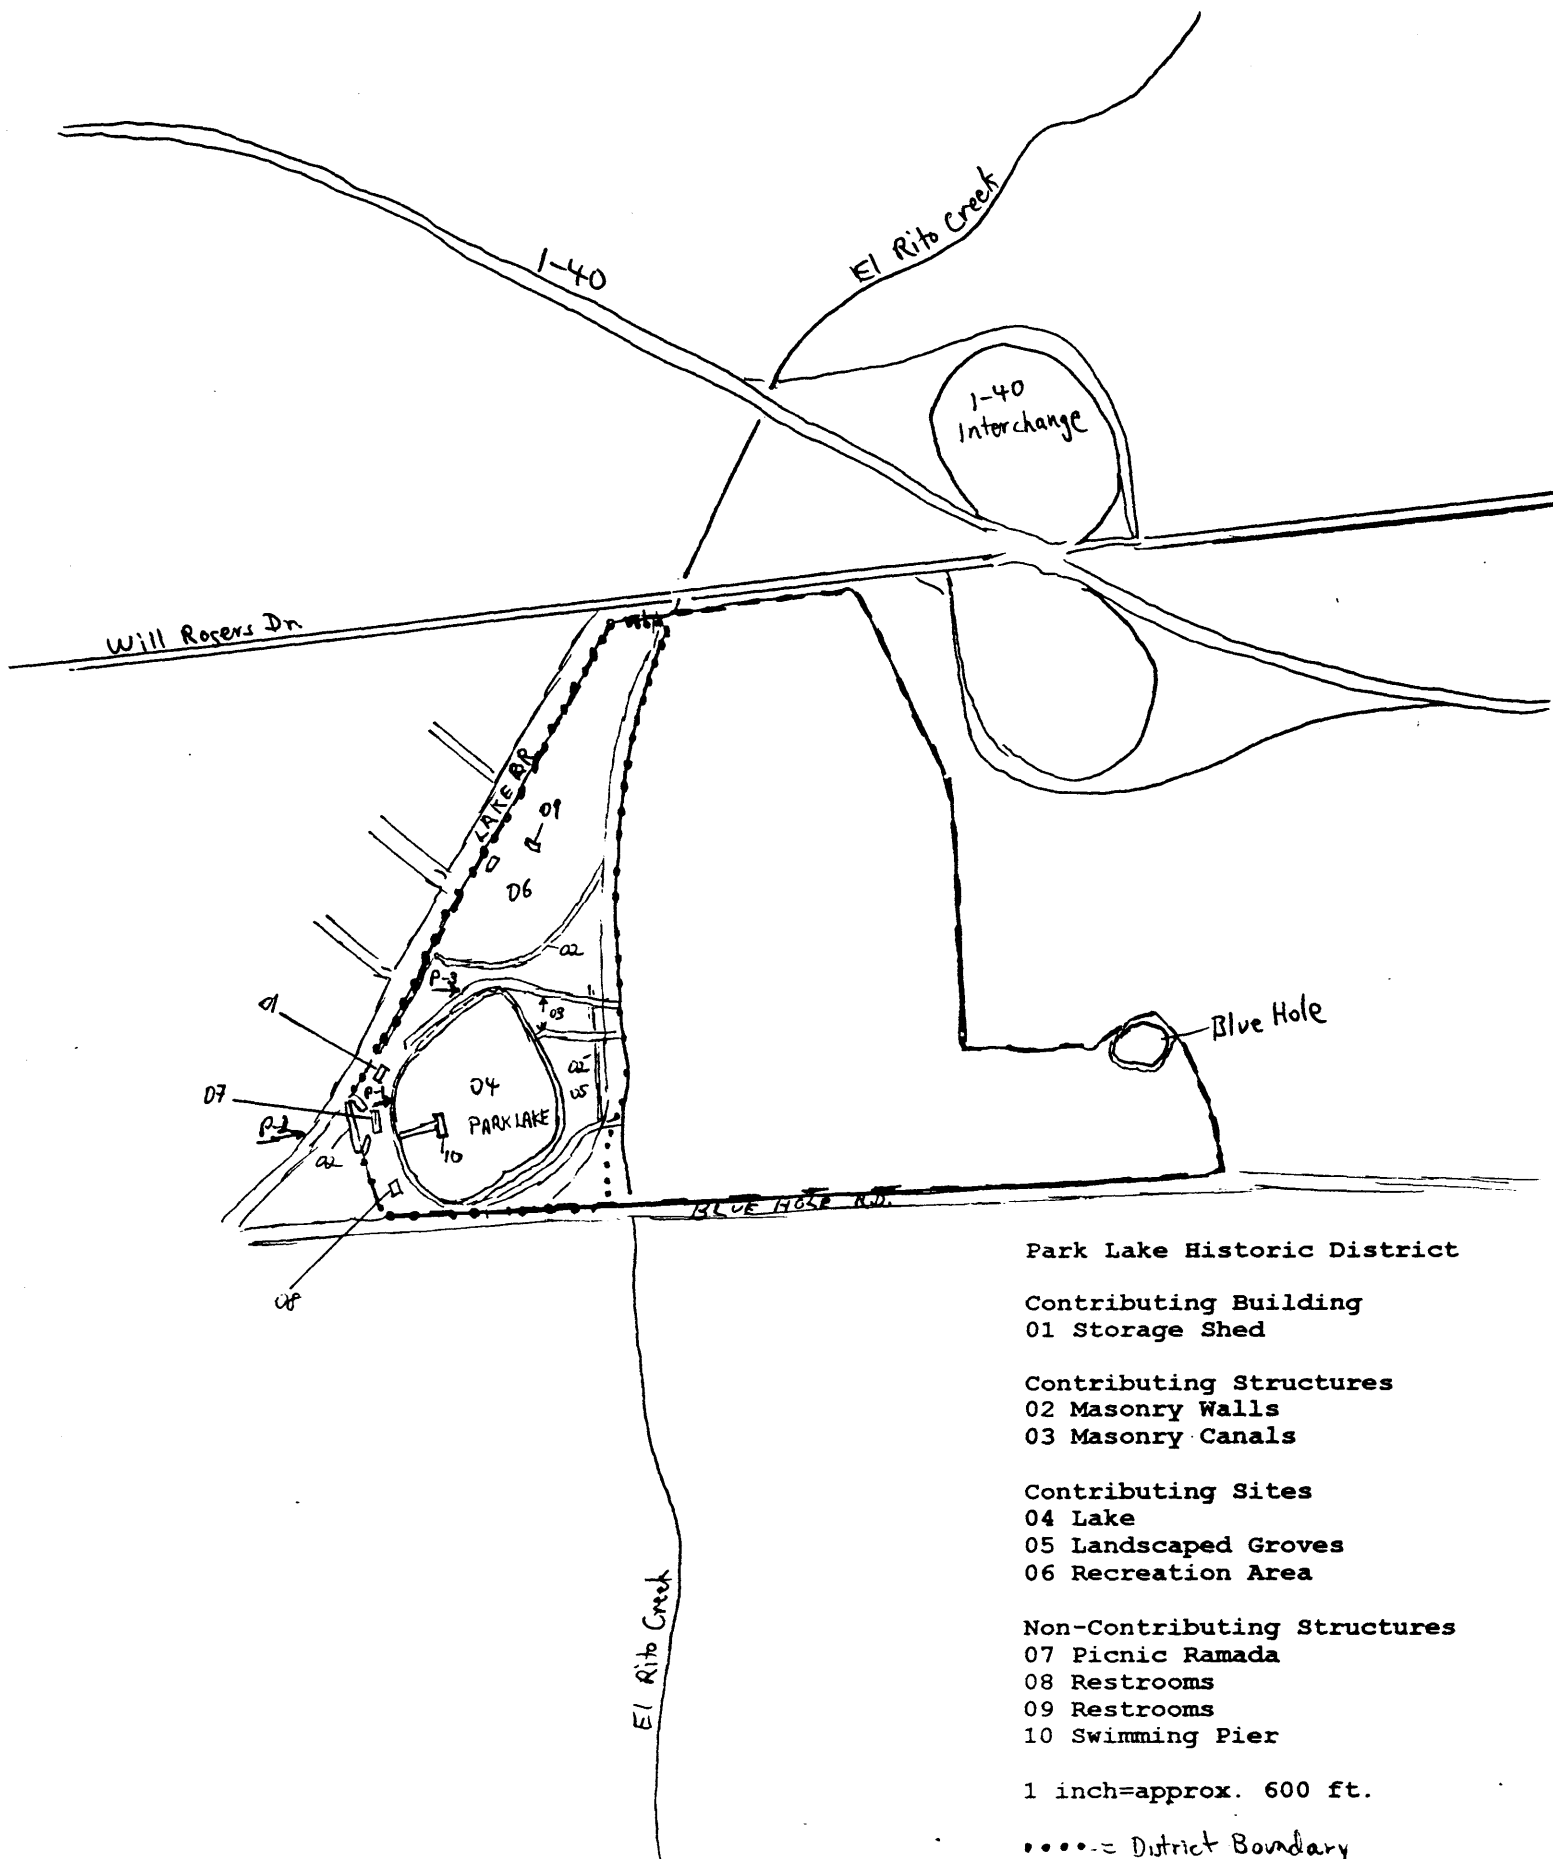 El Rito Creek
I-40
I-40
Interchange
Will Rogers Dr.
LAKE DR
09
06
02
P-3
01
03
Blue Hole
04
02
05
07
P-1
PARK LAKE
P-2
10
02
BLUE HOLE RD.
08
Park Lake Historic District
Contributing Building
01 Storage Shed
Contributing Structures
02 Masonry Walls
03 Masonry Canals
Contributing Sites
04 Lake
05 Landscaped Groves
06 Recreation Area
El Rito Creek
Non-Contributing Structures
07 Picnic Ramada
08 Restrooms
09 Restrooms
10 Swimming Pier
1 inch=approx. 600 ft.
•••• = District Boundary